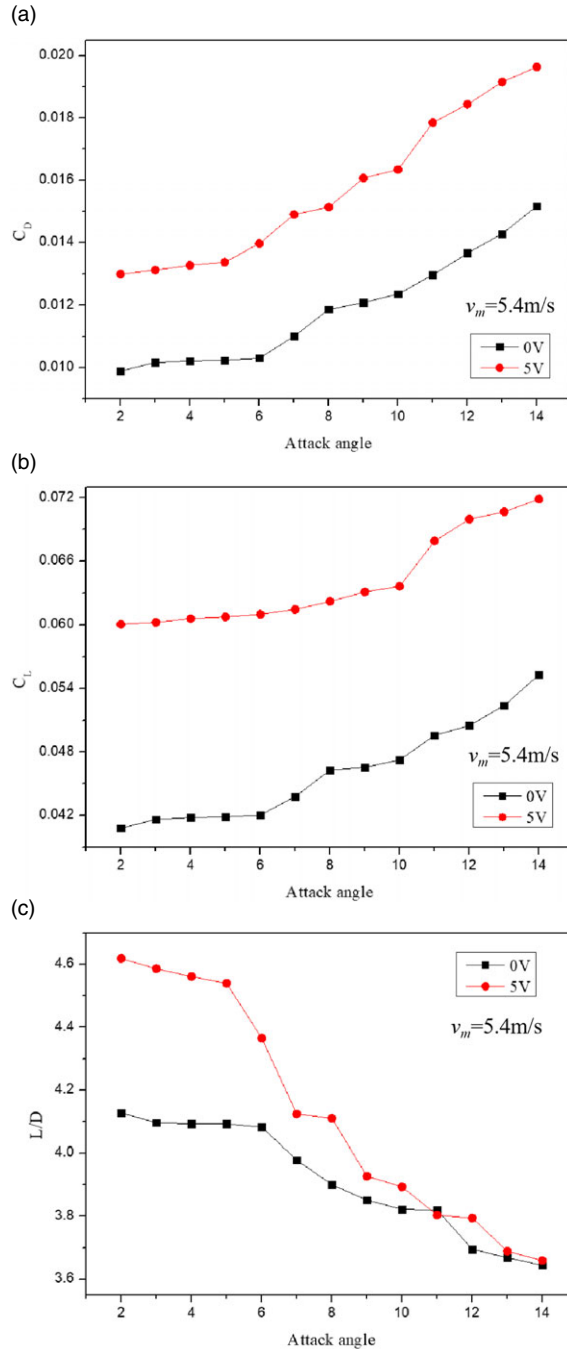 (a)
0.020
0.018
0.016
0.014
0.012
0.010
C_D
v_m=5.4m/s
0V
5V
2 4 6 8 10 12 14
Attack angle
(b)
0.072
0.066
0.060
0.054
0.048
0.042
C_L
v_m=5.4m/s
0V
5V
2 4 6 8 10 12 14
Attack angle
(c)
4.6
4.4
4.2
4.0
3.8
3.6
L/D
0V
5V
v_m=5.4m/s
2 4 6 8 10 12 14
Attack angle